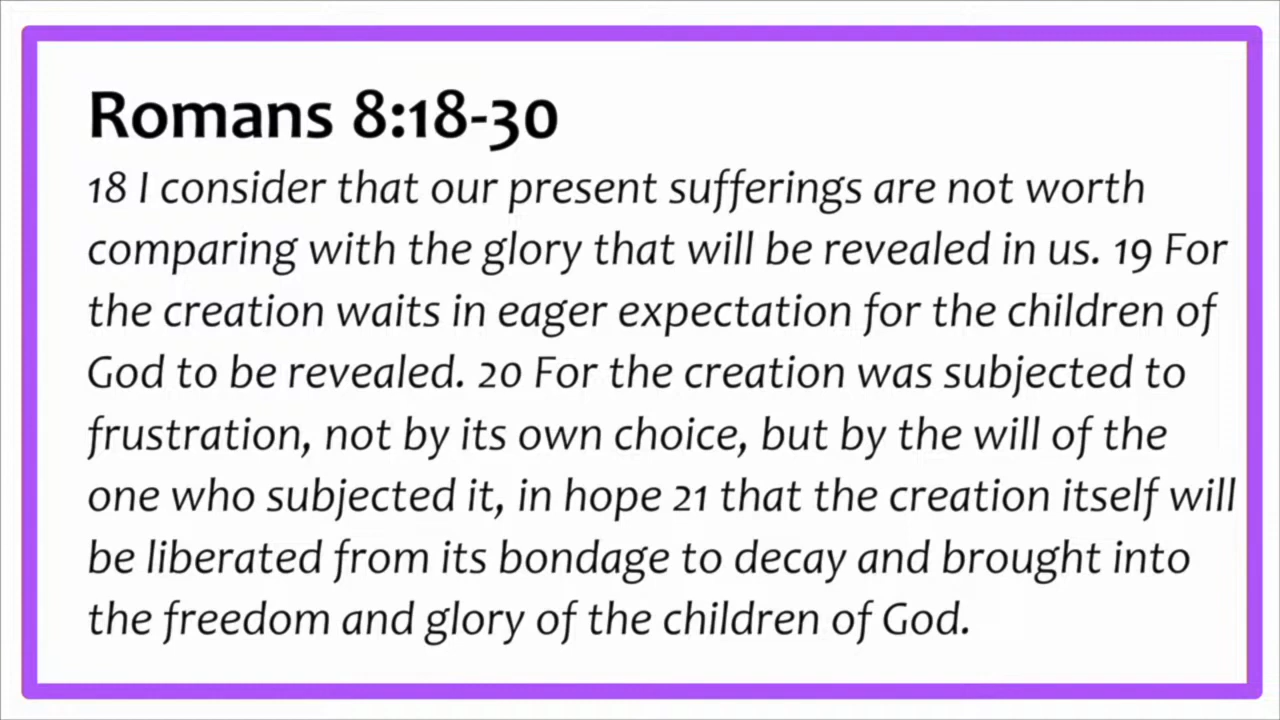 Romans 8:18-30
18 I consider that our present sufferings are not worth
comparing with the glory that will be revealed in us. 19 For
the creation waits in eager expectation for the children of
God to be revealed. 20 For the creation was subjected to
frustration, not by its own choice, but by the will of the
one who subjected it, in hope 21 that the creation itself will
be liberated from its bondage to decay and brought into
the freedom and glory of the children of God.